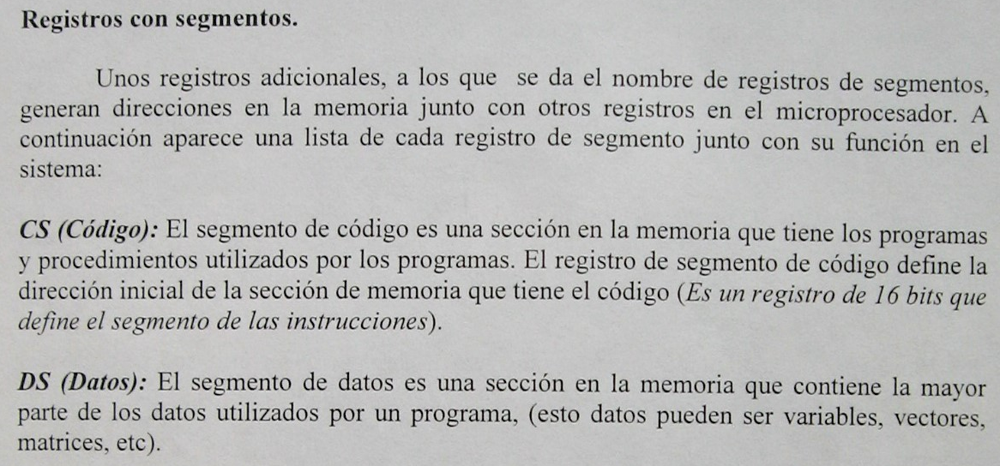 Registros con segmentos.
Unos registros adicionales, a los que se da el nombre de registros de segmentos,
generan direcciones en la memoria junto con otros registros en el microprocesador. A
continuación aparece una lista de cada registro de segmento junto con su función en el
sistema:
CS (Código): El segmento de código es una sección en la memoria que tiene los programas
y procedimientos utilizados por los programas. El registro de segmento de código define la
dirección inicial de la sección de memoria que tiene el código (Es un registro de 16 bits que
define el segmento de las instrucciones).
DS (Datos): El segmento de datos es una sección en la memoria que contiene la mayor
parte de los datos utilizados por un programa, (esto datos pueden ser variables, vectores,
matrices, etc).